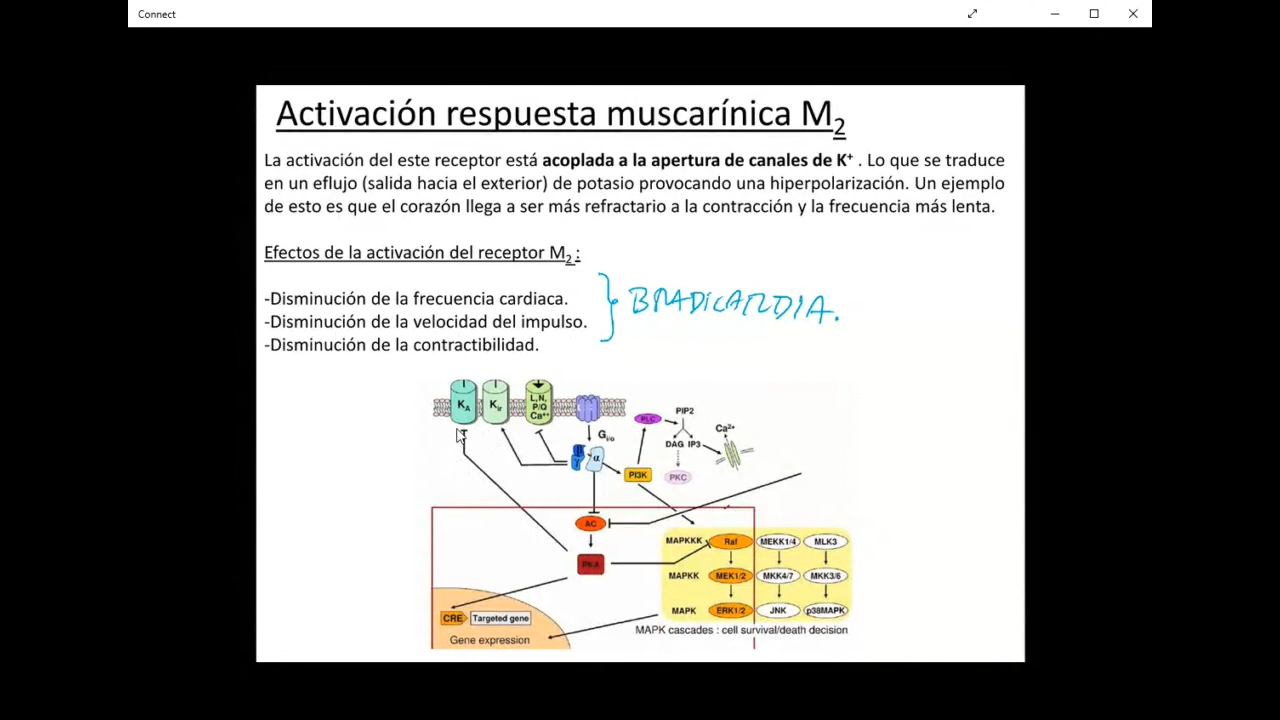 Connect
Activación respuesta muscarínica M₂
La activación del este receptor está acoplada a la apertura de canales de K⁺ . Lo que se traduce
en un eflujo (salida hacia el exterior) de potasio provocando una hiperpolarización. Un ejemplo
de esto es que el corazón llega a ser más refractario a la contracción y la frecuencia más lenta.
Efectos de la activación del receptor M₂ :
-Disminución de la frecuencia cardiaca.
-Disminución de la velocidad del impulso.
-Disminución de la contractibilidad.
BRADICARDIA.
K_A
K_ir
L,N,
P/Q
Ca⁺⁺
G_i/o
β
γ
α
PLC
PIP2
DAG IP3
Ca²⁺
PI3K
PKC
AC
PKA
MAPKKK
Raf
MEKK1/4
MLK3
MAPKK
MEK1/2
MKK4/7
MKK3/6
MAPK
ERK1/2
JNK
p38MAPK
CRE
Targeted gene
Gene expression
MAPK cascades : cell survival/death decision